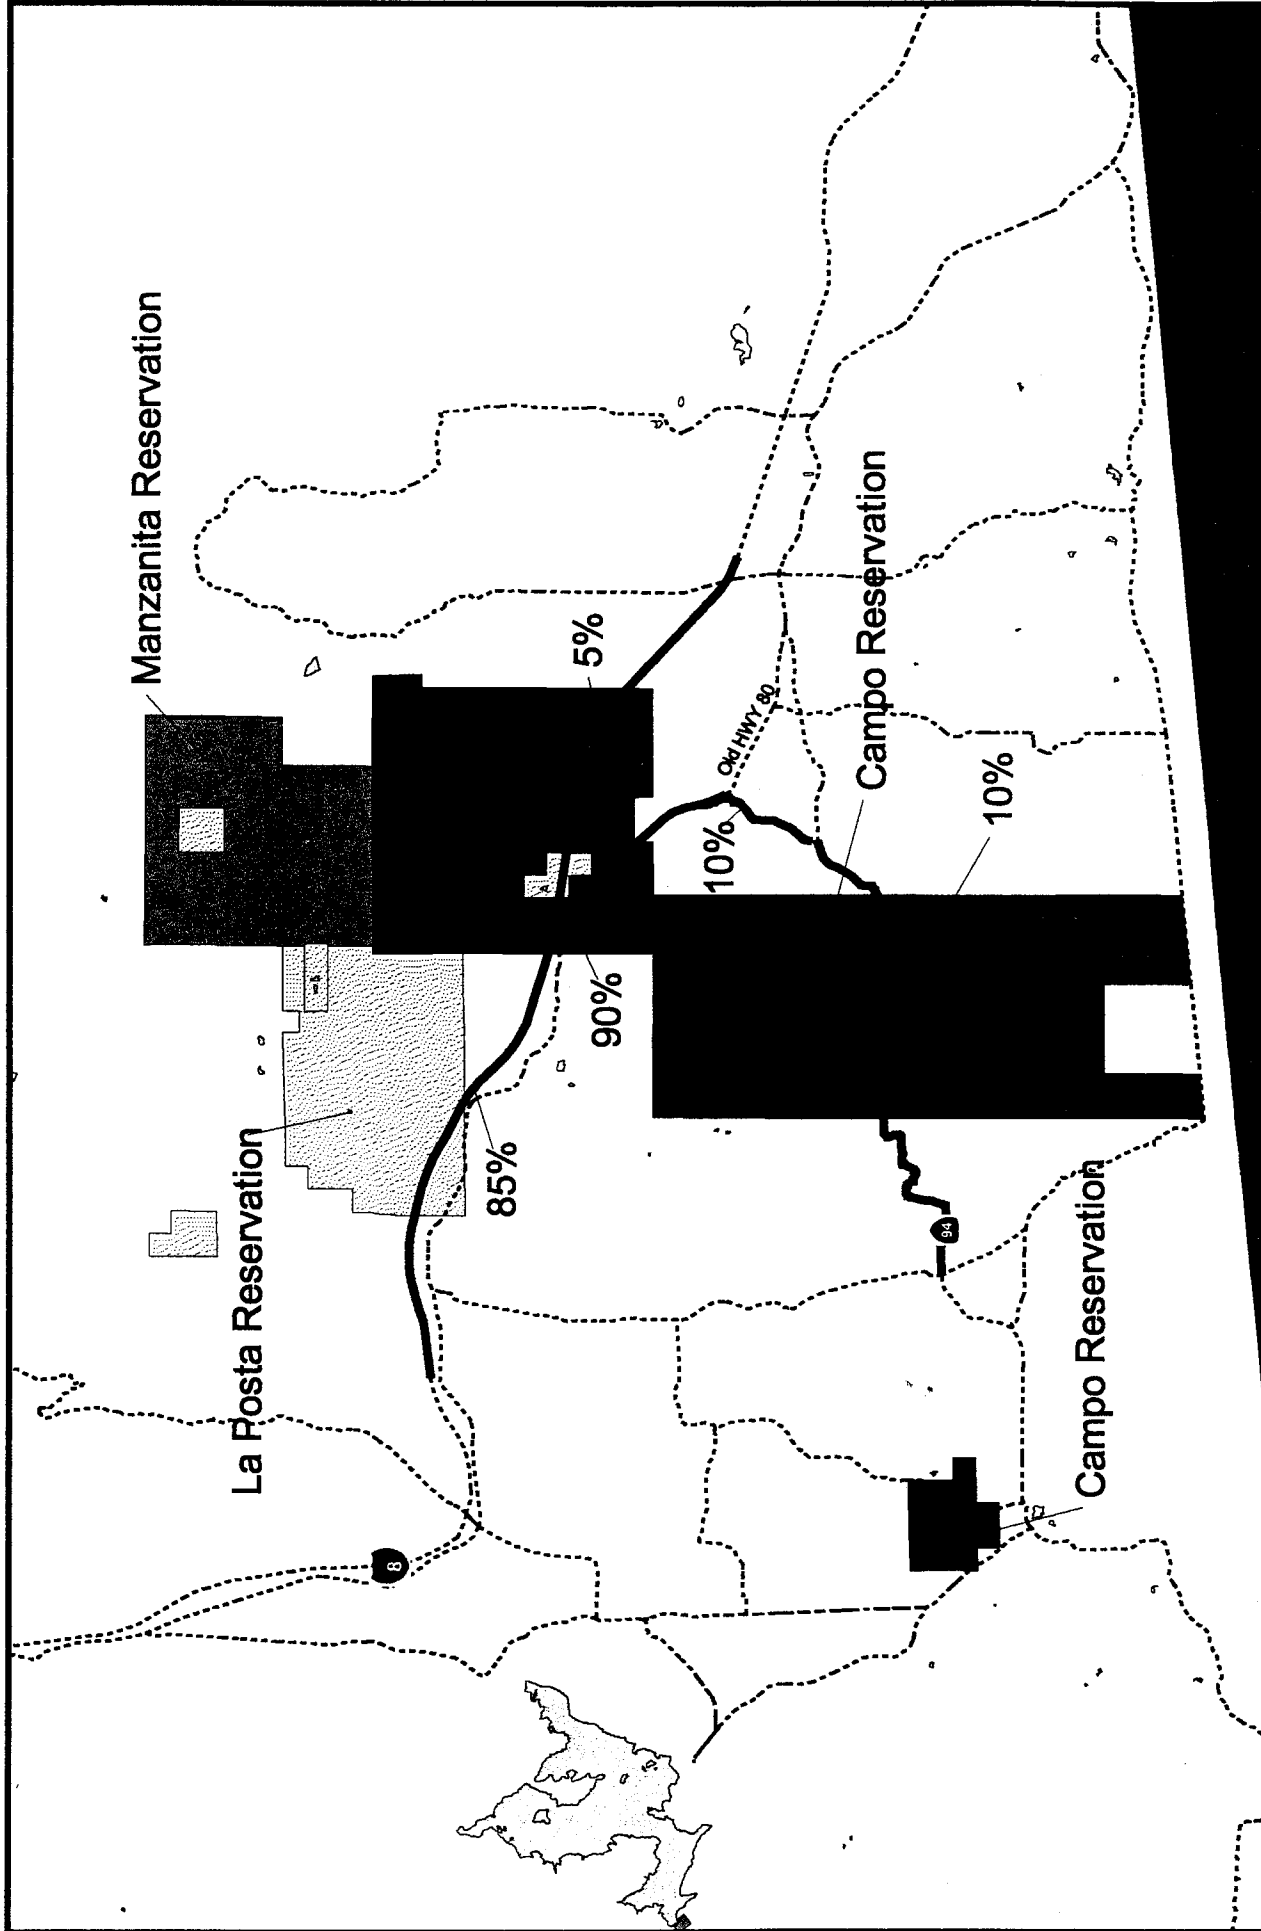 Manzanita Reservation
La Posta Reservation
8
5%
90%
85%
Old HWY 80
10%
Campo Reservation
10%
94
Campo Reservation